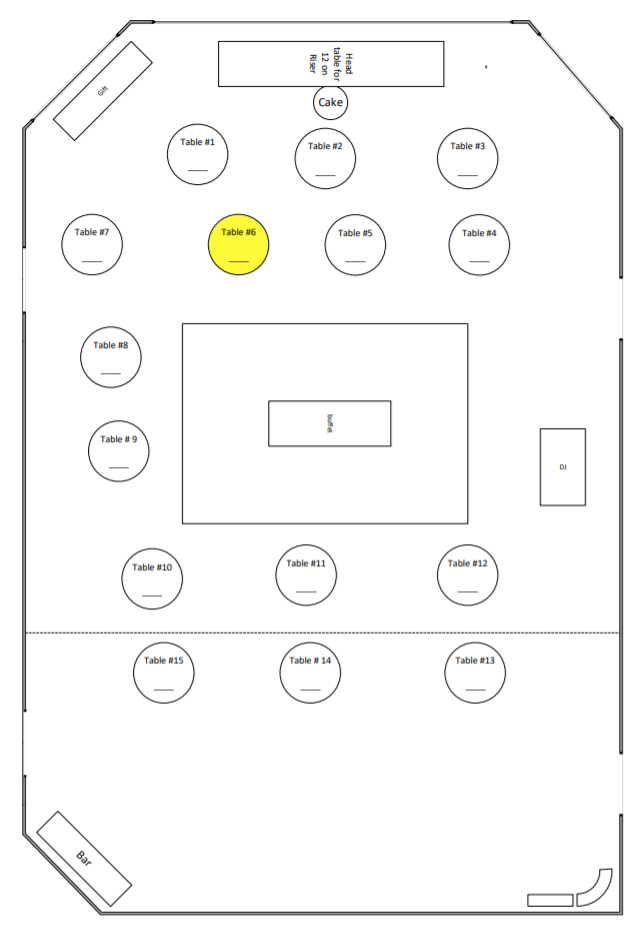 Head
table for
12 on
Riser
Gift
Cake
Table #1
____
Table #2
____
Table #3
____
Table #7
____
Table #6
____
Table #5
____
Table #4
____
Table #8
____
Table # 9
____
buffet
DJ
Table #10
____
Table #11
____
Table #12
____
Table #15
____
Table # 14
____
Table #13
____
Bar